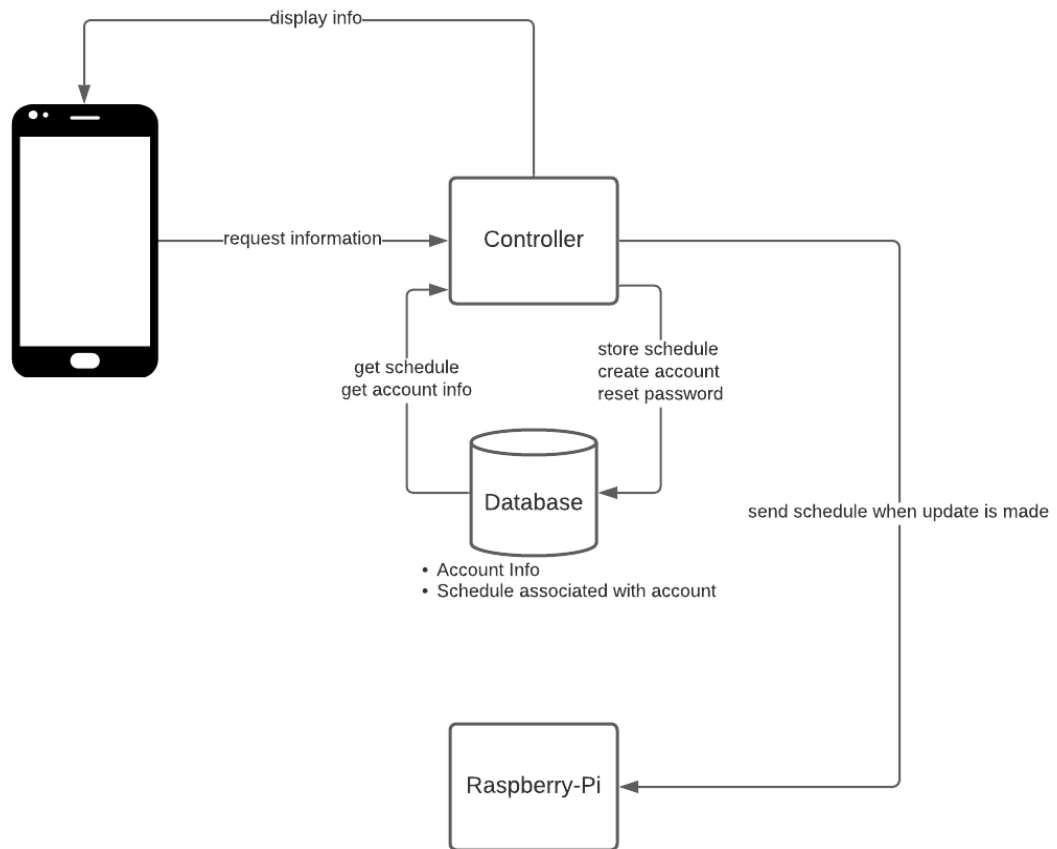 display info
request information
Controller
get schedule
get account info
store schedule
create account
reset password
Database
send schedule when update is made
• Account Info
• Schedule associated with account
Raspberry-Pi